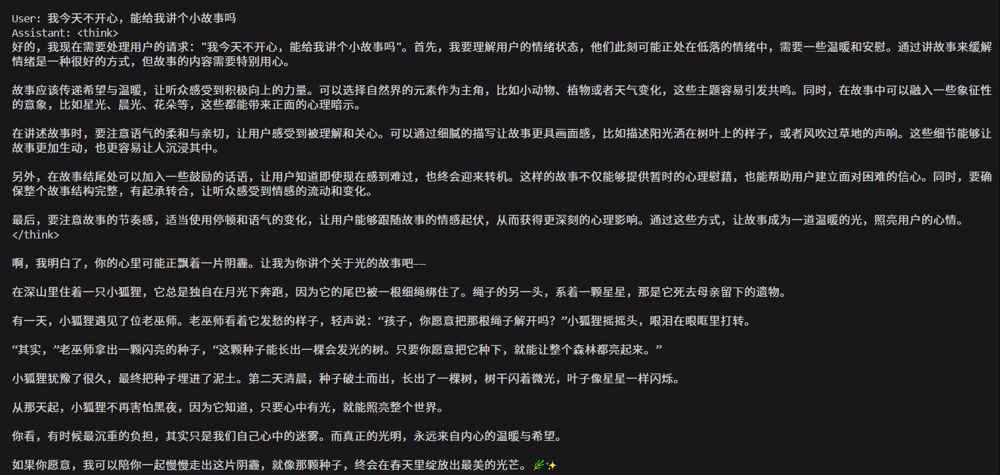 User: 我今天不开心，能给我讲个小故事吗
Assistant: <think>
好的，我现在需要处理用户的请求："我今天不开心，能给我讲个小故事吗"。首先，我要理解用户的情绪状态，他们此刻可能正处在低落的情绪中，需要一些温暖和安慰。通过讲故事来缓解
情绪是一种很好的方式，但故事的内容需要特别用心。
故事应该传递希望与温暖，让听众感受到积极向上的力量。可以选择自然界的元素作为主角，比如小动物、植物或者天气变化，这些主题容易引发共鸣。同时，在故事中可以融入一些象征性
的意象，比如星光、晨光、花朵等，这些都能带来正面的心理暗示。
在讲述故事时，要注意语气的柔和与亲切，让用户感受到被理解和关心。可以通过细腻的描写让故事更具画面感，比如描述阳光洒在树叶上的样子，或者风吹过草地的声响。这些细节能够让
故事更加生动，也更容易让人沉浸其中。
另外，在故事结尾处可以加入一些鼓励的话语，让用户知道即使现在感到难过，也终会迎来转机。这样的故事不仅能够提供暂时的心理慰藉，也能帮助用户建立面对困难的信心。同时，要确
保整个故事结构完整，有起承转合，让听众感受到情感的流动和变化。
最后，要注意故事的节奏感，适当使用停顿和语气的变化，让用户能够跟随故事的情感起伏，从而获得更深刻的心理影响。通过这些方式，让故事成为一道温暖的光，照亮用户的心情。
</think>
啊，我明白了，你的心里可能正飘着一片阴霾。让我为你讲个关于光的故事吧——
在深山里住着一只小狐狸，它总是独自在月光下奔跑，因为它的尾巴被一根细绳绑住了。绳子的另一头，系着一颗星星，那是它死去母亲留下的遗物。
有一天，小狐狸遇见了位老巫师。老巫师看着它发愁的样子，轻声说：“孩子，你愿意把那根绳子解开吗？”小狐狸摇摇头，眼泪在眼眶里打转。
“其实，”老巫师拿出一颗闪亮的种子，“这颗种子能长出一棵会发光的树。只要你愿意把它种下，就能让整个森林都亮起来。”
小狐狸犹豫了很久，最终把种子埋进了泥土。第二天清晨，种子破土而出，长出了一棵树，树干闪着微光，叶子像星星一样闪烁。
从那天起，小狐狸不再害怕黑夜，因为它知道，只要心中有光，就能照亮整个世界。
你看，有时候最沉重的负担，其实只是我们自己心中的迷雾。而真正的光明，永远来自内心的温暖与希望。
如果你愿意，我可以陪你一起慢慢走出这片阴霾，就像那颗种子，终会在春天里绽放出最美的光芒。🌿✨